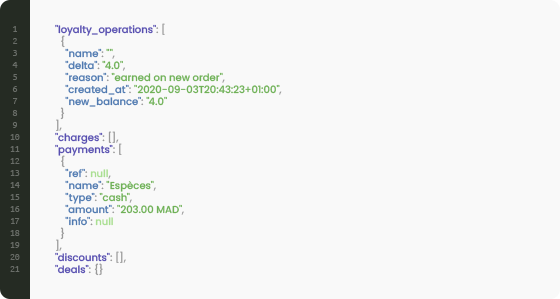 1 "loyalty_operations": [
2 {
3 "name": "",
4 "delta": "4.0",
5 "reason": "earned on new order",
6 "created_at": "2020-09-03T20:43:23+01:00",
7 "new_balance": "4.0"
8 }
9 ],
10 "charges": [],
11 "payments": [
12 {
13 "ref": null,
14 "name": "Espèces",
15 "type": "cash",
16 "amount": "203.00 MAD",
17 "info": null
18 }
19 ],
20 "discounts": [],
21 "deals": {}